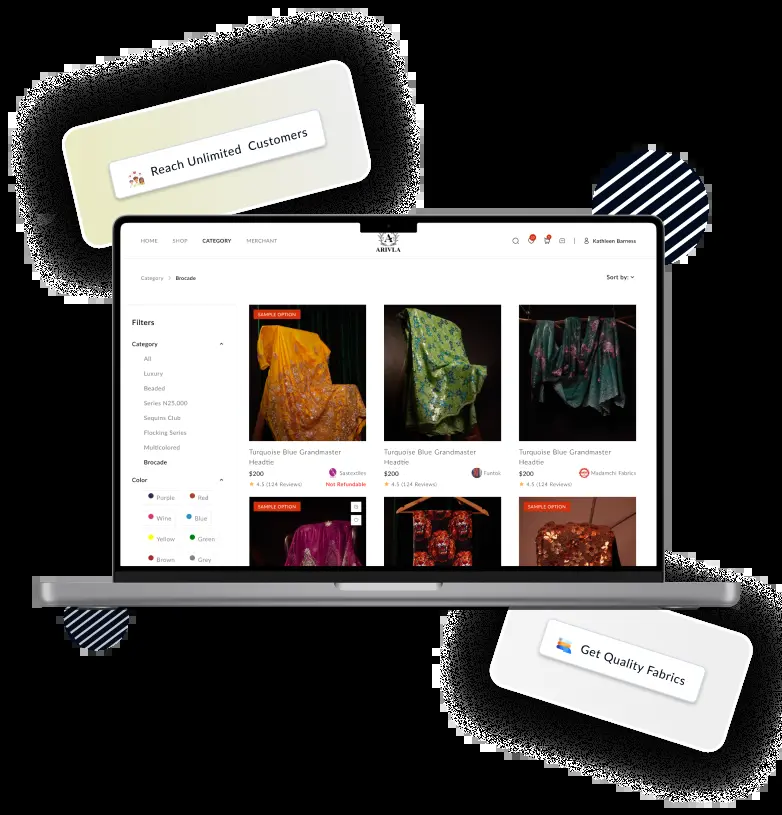 Reach Unlimited Customers
HOME
SHOP
CATEGORY
MERCHANT
A
ARIVLA
Kathleen Barness
Category
Brocade
Sort by:
Filters
Category
All
Luxury
Beaded
Series N25,000
Sequins Club
Flocking Series
Multicolored
Brocade
Color
Purple
Red
Wine
Blue
Yellow
Green
Brown
Grey
SAMPLE OPTION
Turquoise Blue Grandmaster
Headtie
$200
4.5 (124 Reviews)
Not Refundable
Turquoise Blue Grandmaster
Headtie
$200
Funtok
4.5 (124 Reviews)
Turquoise Blue Grandmaster
Headtie
$200
Madamchi Fabrics
4.5 (124 Reviews)
SAMPLE OPTION
SAMPLE OPTION
Get Quality Fabrics